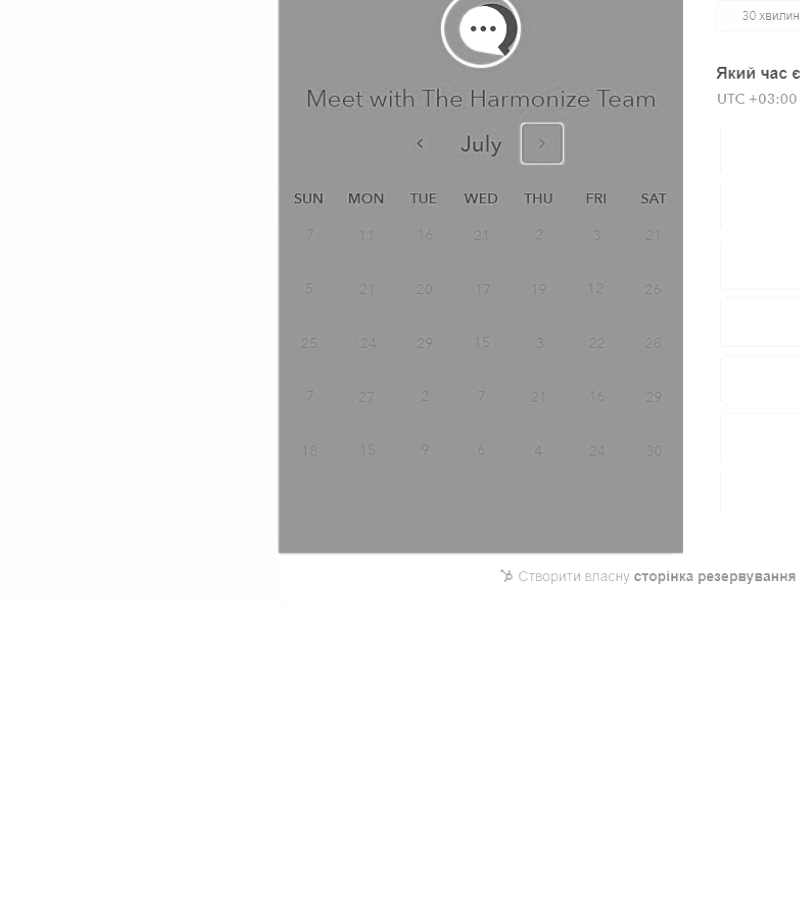 30 хвилин
Meet with The Harmonize Team
Який час є
UTC +03:00
July
SUN MON TUE WED THU FRI SAT
7 11 16 21 2 3 21
5 21 20 17 19 12 26
25 24 29 15 3 22 28
7 27 2 7 21 16 29
18 15 9 6 4 24 30
Створити власну сторінка резервування